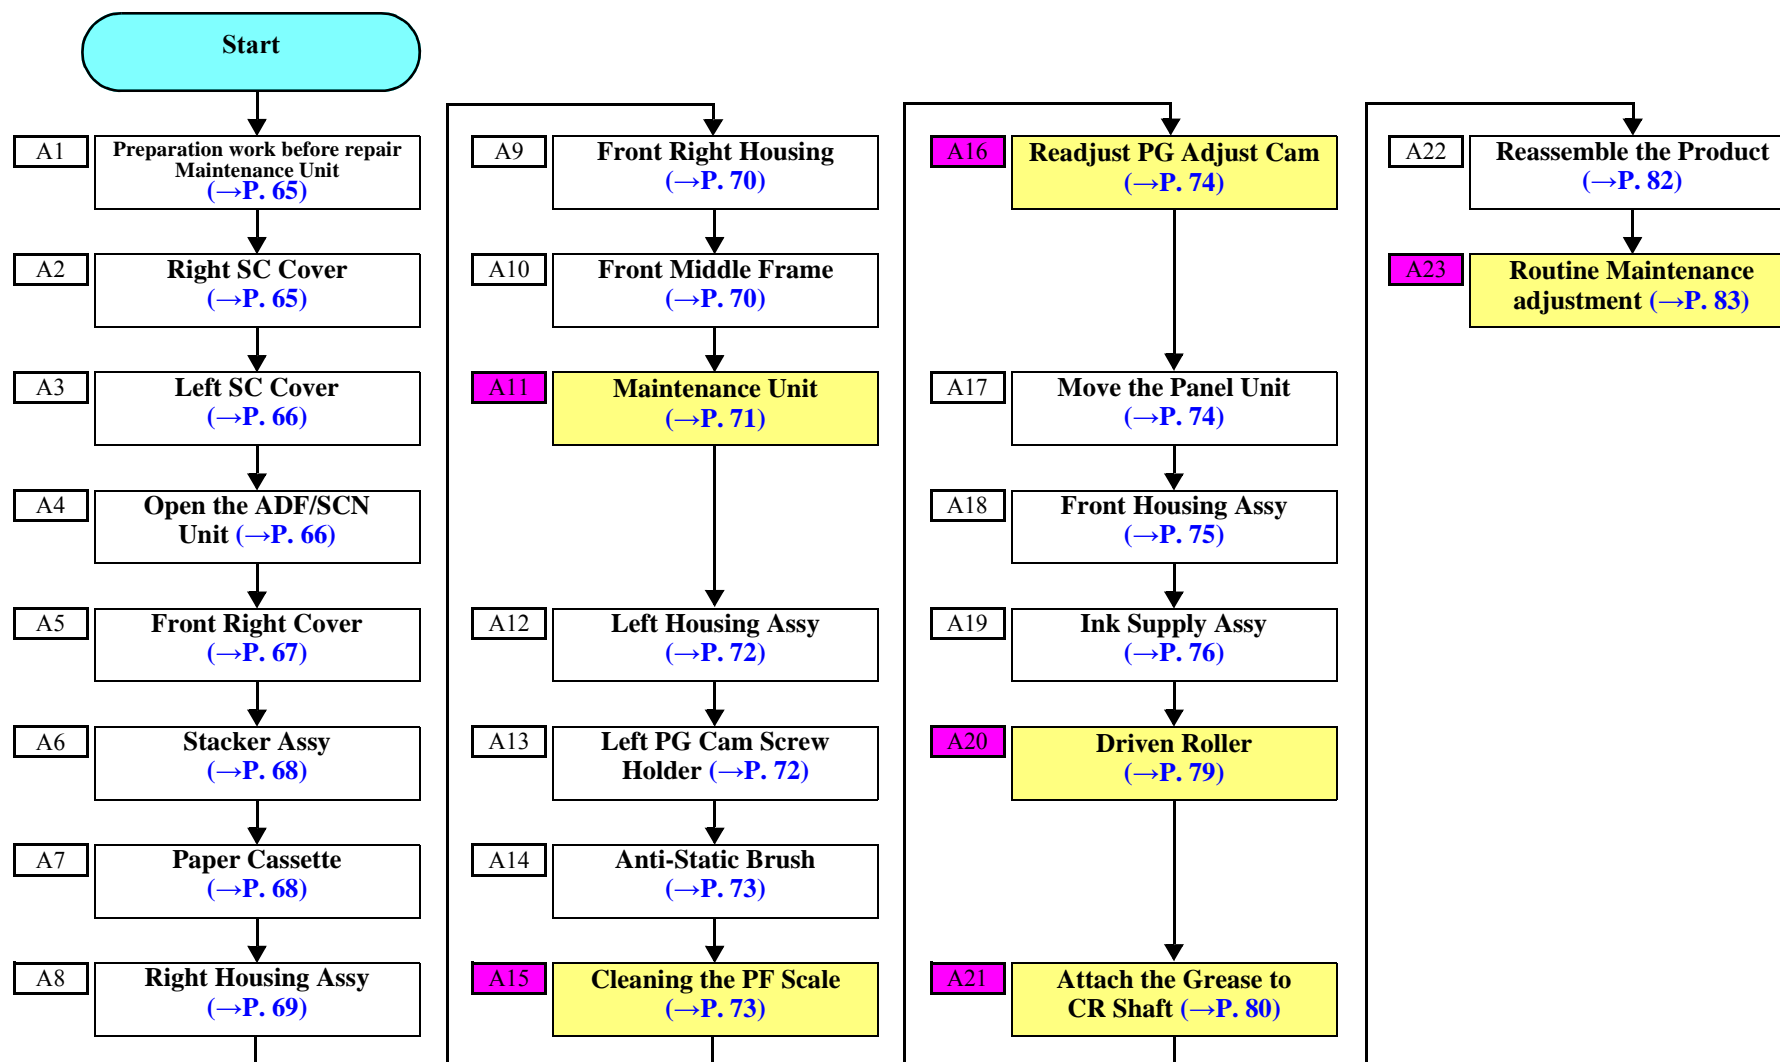 Start
A1
Preparation work before repair
Maintenance Unit
(→P. 65)
A2
Right SC Cover
(→P. 65)
A3
Left SC Cover
(→P. 66)
A4
Open the ADF/SCN
Unit (→P. 66)
A5
Front Right Cover
(→P. 67)
A6
Stacker Assy
(→P. 68)
A7
Paper Cassette
(→P. 68)
A8
Right Housing Assy
(→P. 69)
A9
Front Right Housing
(→P. 70)
A10
Front Middle Frame
(→P. 70)
A11
Maintenance Unit
(→P. 71)
A12
Left Housing Assy
(→P. 72)
A13
Left PG Cam Screw
Holder (→P. 72)
A14
Anti-Static Brush
(→P. 73)
A15
Cleaning the PF Scale
(→P. 73)
A16
Readjust PG Adjust Cam
(→P. 74)
A17
Move the Panel Unit
(→P. 74)
A18
Front Housing Assy
(→P. 75)
A19
Ink Supply Assy
(→P. 76)
A20
Driven Roller
(→P. 79)
A21
Attach the Grease to
CR Shaft (→P. 80)
A22
Reassemble the Product
(→P. 82)
A23
Routine Maintenance
adjustment (→P. 83)